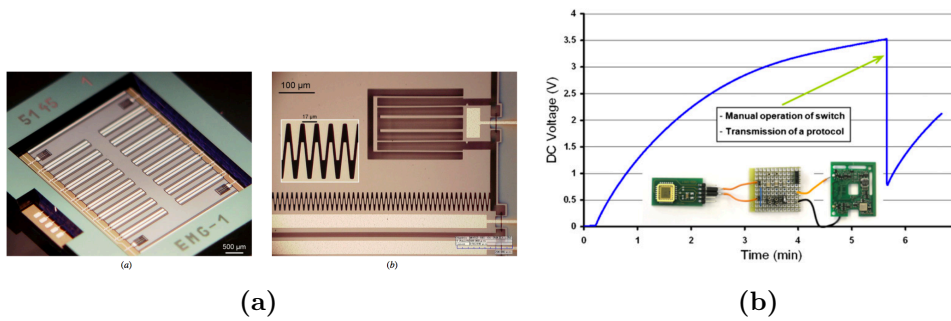 5145 1
EMG-1
500 µm
(a)
100 µm
17 µm
(b)
(a)
DC Voltage (V)
4
3.5
3
2.5
2
1.5
1
0.5
0
- Manual operation of switch
- Transmission of a protocol
0 1 2 3 4 5 6
Time (min)
(b)